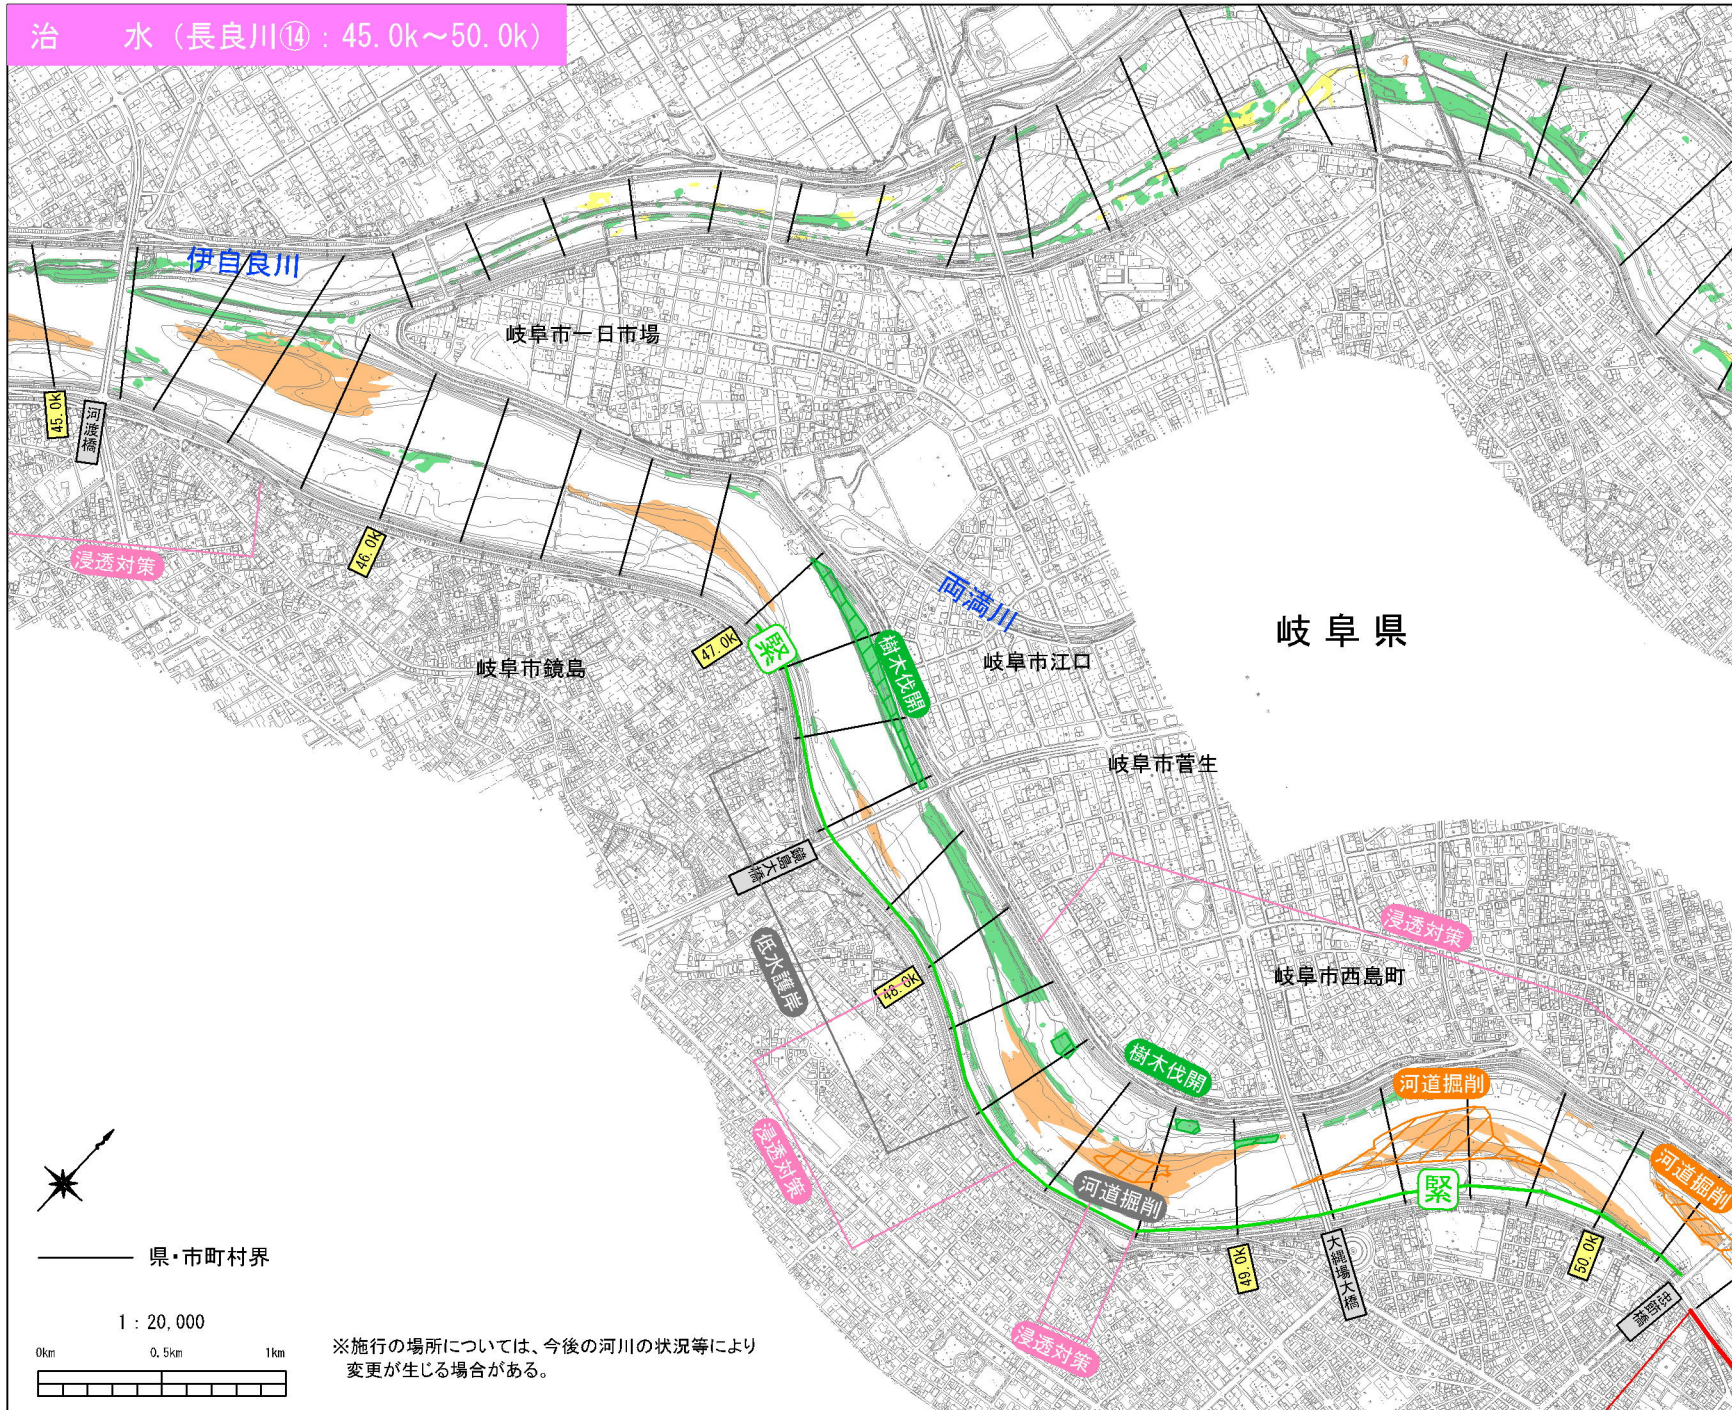 治　水（長良川⑭：45.0k～50.0k）
伊自良川
岐阜市一日市場
45.0k
河渡橋
浸透対策
46.0k
両満川
岐阜県
47.0k
緊
樹木伐開
岐阜市江口
岐阜市鏡島
岐阜市菅生
鏡島大橋
浸透対策
低水護岸
48.0k
岐阜市西島町
樹木伐開
河道掘削
浸透対策
河道掘削
緊
河道掘削
49.0k
大縄場大橋
50.0k
忠節橋
浸透対策
県・市町村界
1：20,000
0km 0.5km 1km
※施行の場所については、今後の河川の状況等により
変更が生じる場合がある。